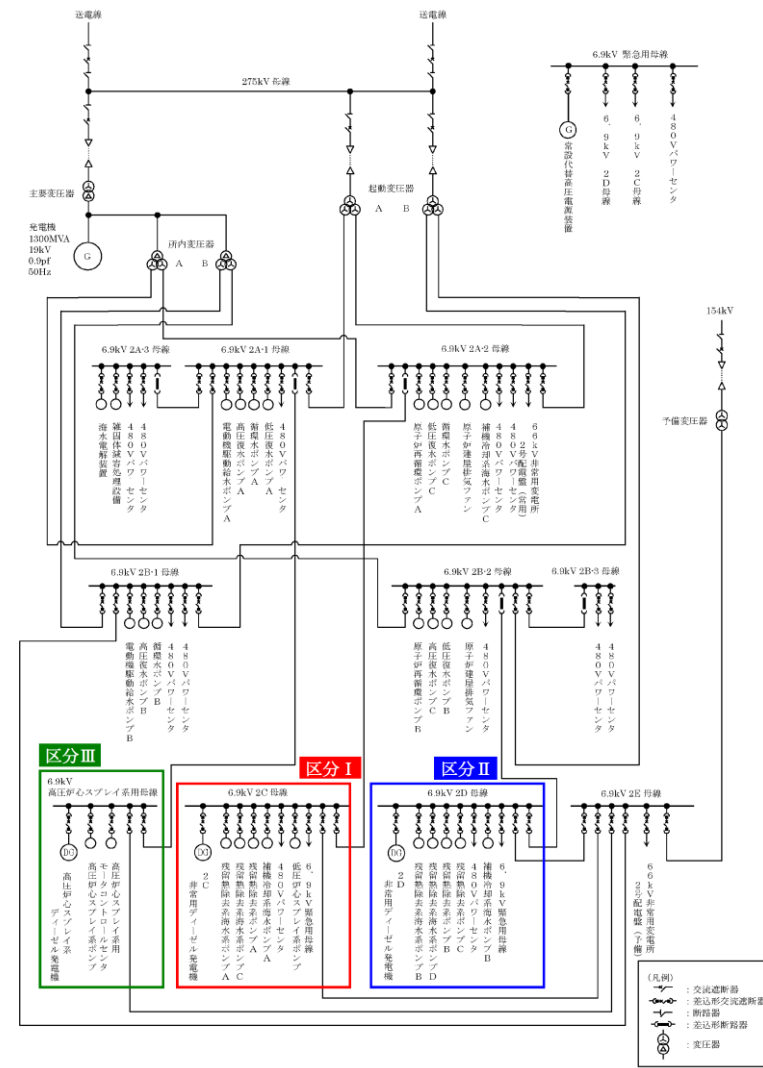 送電線
送電線
275kV 母線
6.9kV 緊急用母線
G
常設代替高圧電源装置
6.9kV 2D母線
6.9kV 2C母線
480Vパワーセンタ
主要変圧器
起動変圧器
A B
発電機
1300MVA
19kV
0.9pf
50Hz
G
所内変圧器
A B
154kV
予備変圧器
6.9kV 2A-3 母線
海水電解装置
雑固体減容処理設備
480Vパワーセンタ
480Vパワーセンタ
6.9kV 2A-1 母線
電動機駆動給水ポンプA
高圧復水ポンプA
循環水ポンプA
低圧復水ポンプA
480Vパワーセンタ
6.9kV 2A-2 母線
原子炉再循環ポンプA
低圧復水ポンプC
循環水ポンプC
原子炉建屋排気ファン
補機冷却系海水ポンプC
480Vパワーセンタ
480Vパワーセンタ
66kV非常用変電所
2号配電盤(常用)
6.9kV 2B-1 母線
電動機駆動給水ポンプB
高圧復水ポンプB
循環水ポンプB
480Vパワーセンタ
480Vパワーセンタ
6.9kV 2B-2 母線
原子炉再循環ポンプB
高圧復水ポンプC
低圧復水ポンプB
原子炉建屋排気ファン
480Vパワーセンタ
6.9kV 2B-3 母線
480Vパワーセンタ
480Vパワーセンタ
区分Ⅲ
6.9kV
高圧炉心スプレイ系用母線
DG
高圧炉心スプレイ系
ディーゼル発電機
高圧炉心スプレイ系ポンプ
高圧炉心スプレイ系用
モータコントロールセンタ
区分Ⅰ
6.9kV 2C 母線
DG
2C
非常用ディーゼル発電機
残留熱除去系海水系ポンプA
残留熱除去系海水系ポンプC
残留熱除去系ポンプA
補機冷却系海水ポンプA
480Vパワーセンタ
低圧炉心スプレイ系ポンプ
6.9kV緊急用母線
区分Ⅱ
6.9kV 2D 母線
DG
2D
非常用ディーゼル発電機
残留熱除去系海水系ポンプB
残留熱除去系海水系ポンプD
残留熱除去系ポンプB
残留熱除去系ポンプC
480Vパワーセンタ
補機冷却系海水ポンプB
6.9kV緊急用母線
6.9kV 2E 母線
66kV非常用変電所
2号配電盤(予備)
(凡例)
:交流遮断器
:差込形交流遮断器
:断路器
:差込形断路器
:変圧器